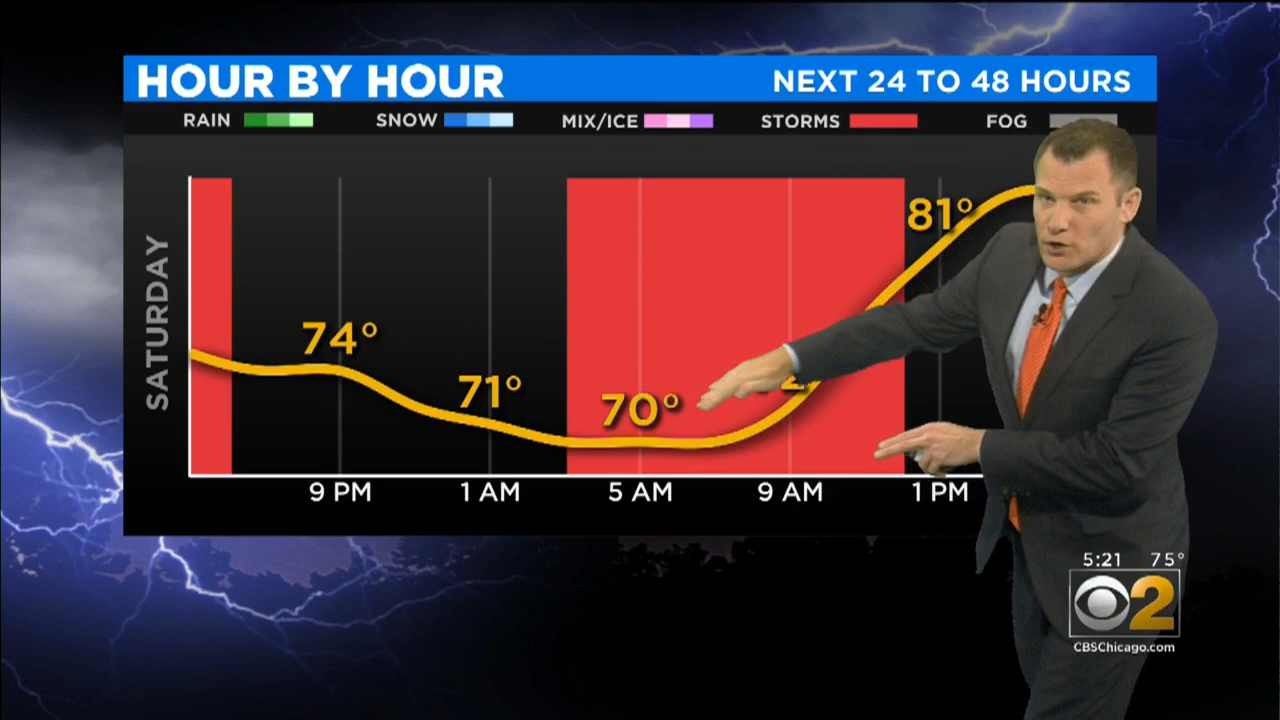 HOUR BY HOUR
NEXT 24 TO 48 HOURS
RAIN
SNOW
MIX/ICE
STORMS
FOG
SATURDAY
74°
71°
70°
81°
9 PM
1 AM
5 AM
9 AM
1 PM
5:21 75°
2
CBSChicago.com